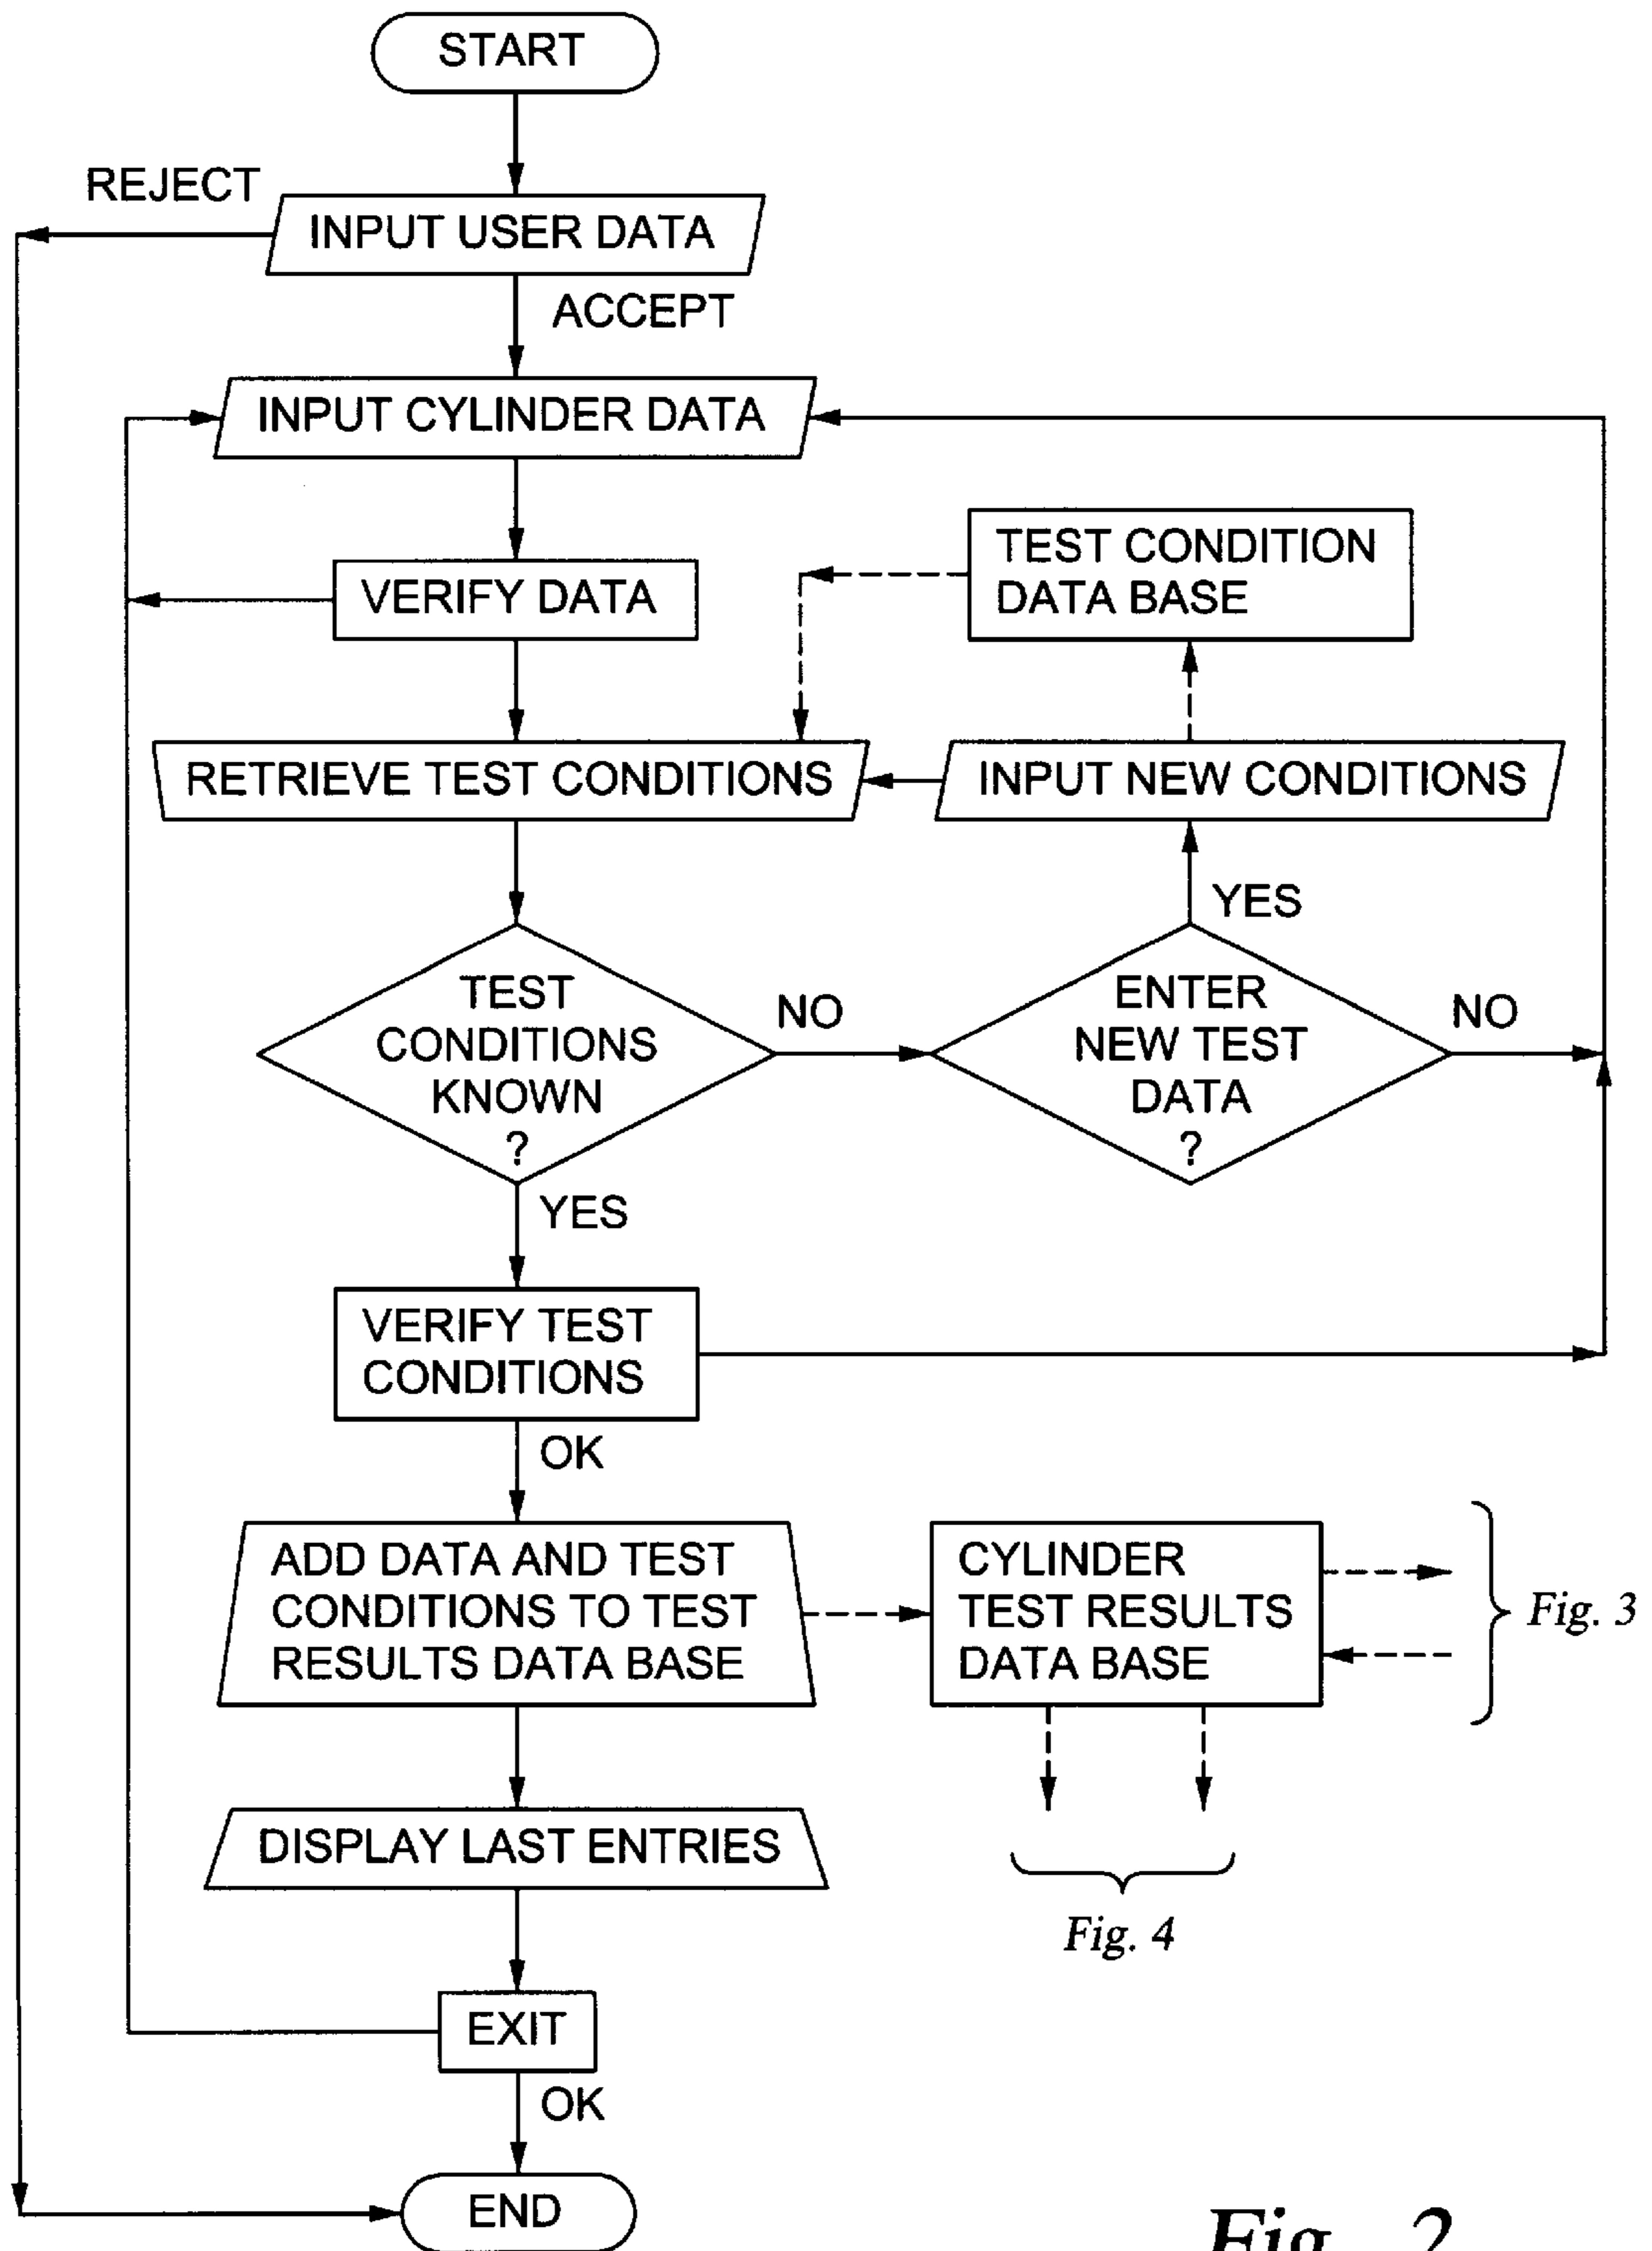 START
REJECT
INPUT USER DATA
ACCEPT
INPUT CYLINDER DATA
TEST CONDITION
DATA BASE
VERIFY DATA
RETRIEVE TEST CONDITIONS
INPUT NEW CONDITIONS
YES
TEST
CONDITIONS
KNOWN
?
NO
ENTER
NEW TEST
DATA
?
NO
YES
VERIFY TEST
CONDITIONS
OK
ADD DATA AND TEST
CONDITIONS TO TEST
RESULTS DATA BASE
CYLINDER
TEST RESULTS
DATA BASE
Fig. 3
DISPLAY LAST ENTRIES
Fig. 4
EXIT
OK
END
Fig. 2